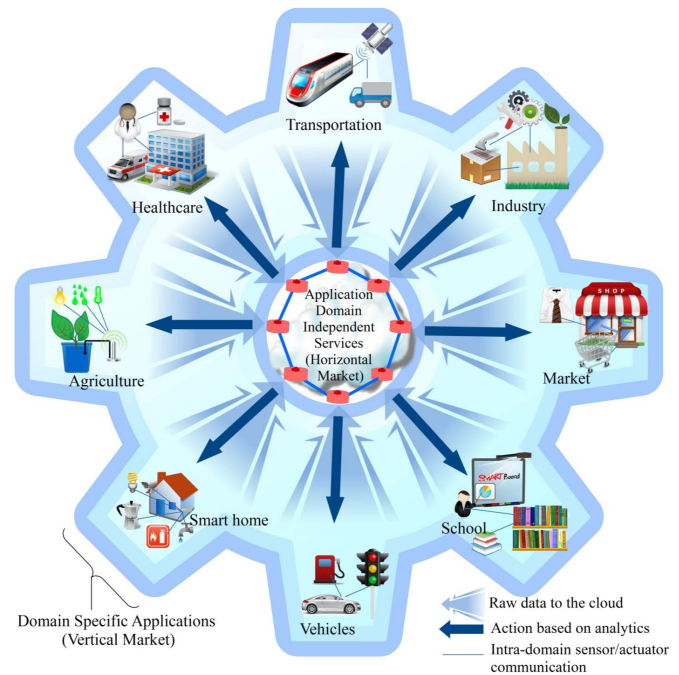 Transportation
Healthcare
Industry
Application
Domain
Independent
Services
(Horizontal
Market)
SHOP
Agriculture
Market
SMART Board
Smart home
School
Vehicles
Domain Specific Applications
(Vertical Market)
Raw data to the cloud
Action based on analytics
Intra-domain sensor/actuator
communication